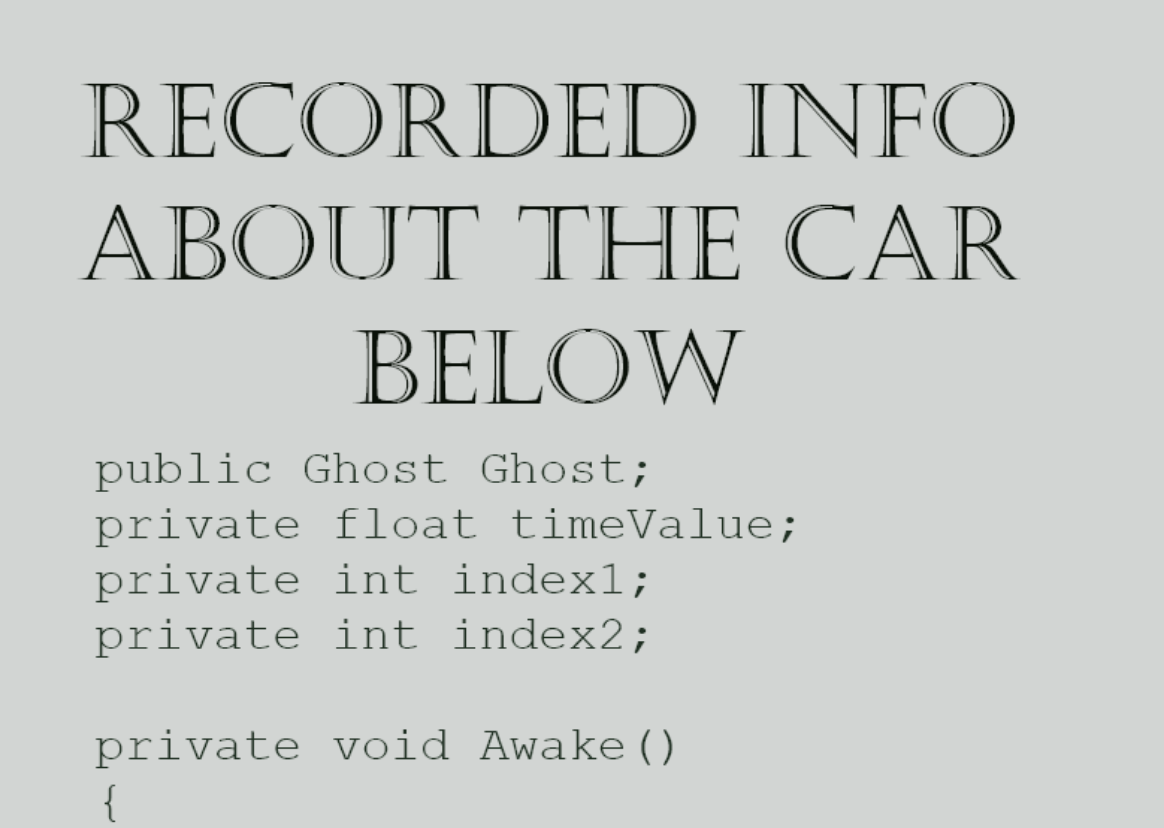 RECORDED INFO
ABOUT THE CAR
BELOW
public Ghost Ghost;
private float timeValue;
private int index1;
private int index2;
private void Awake()
{